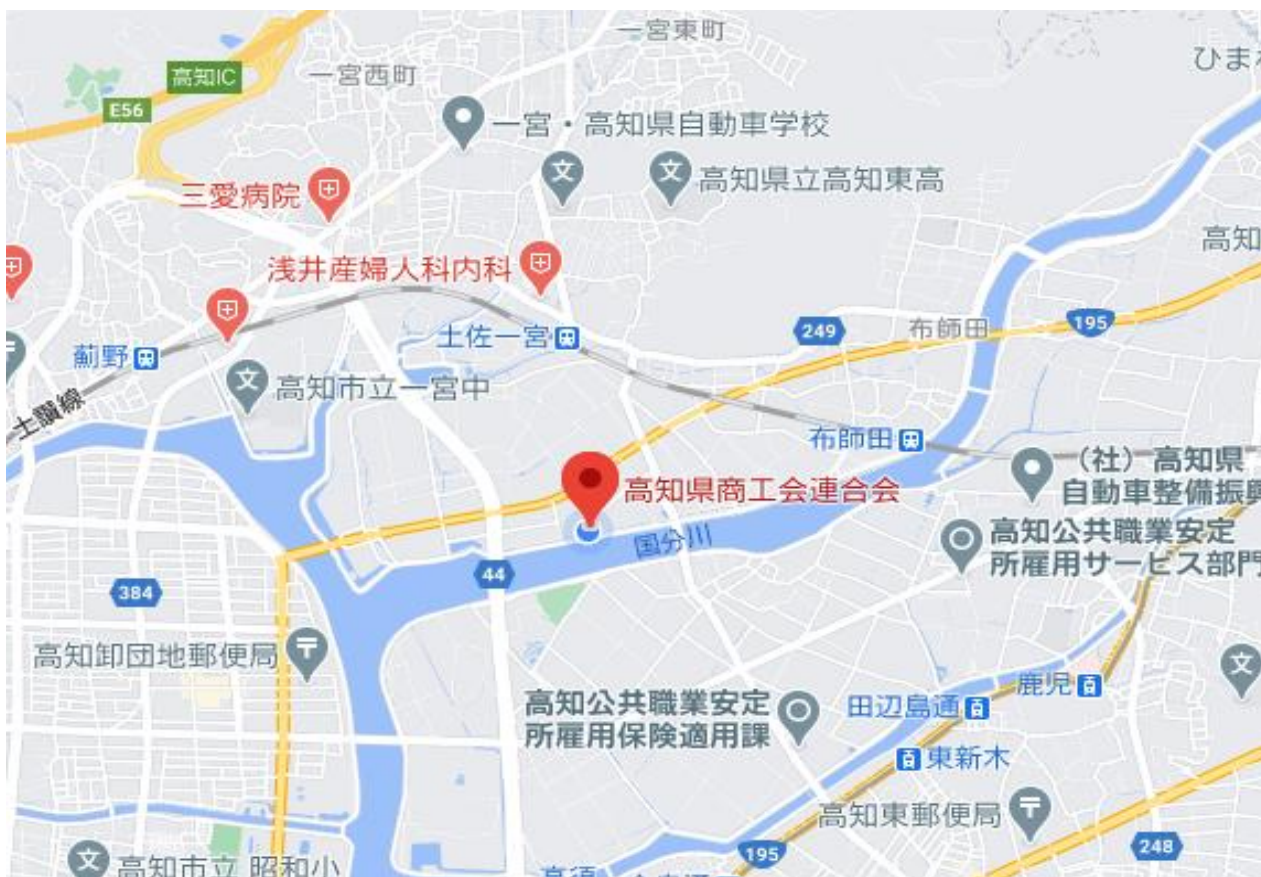 一宮東町
ひまわ
高知IC
一宮西町
E56
一宮・高知県自動車学校
三愛病院
高知県立高知東高
高知
浅井産婦人科内科
249
195
布師田
土佐一宮
薊野
高知市立一宮中
土讃線
布師田
(社)高知県
自動車整備振興
高知県商工会連合会
国分川
高知公共職業安定
所雇用サービス部門
44
384
高知卸団地郵便局
鹿児
高知公共職業安定
所雇用保険適用課
田辺島通
東新木
高知東郵便局
195
248
高知市立 昭和小
高須